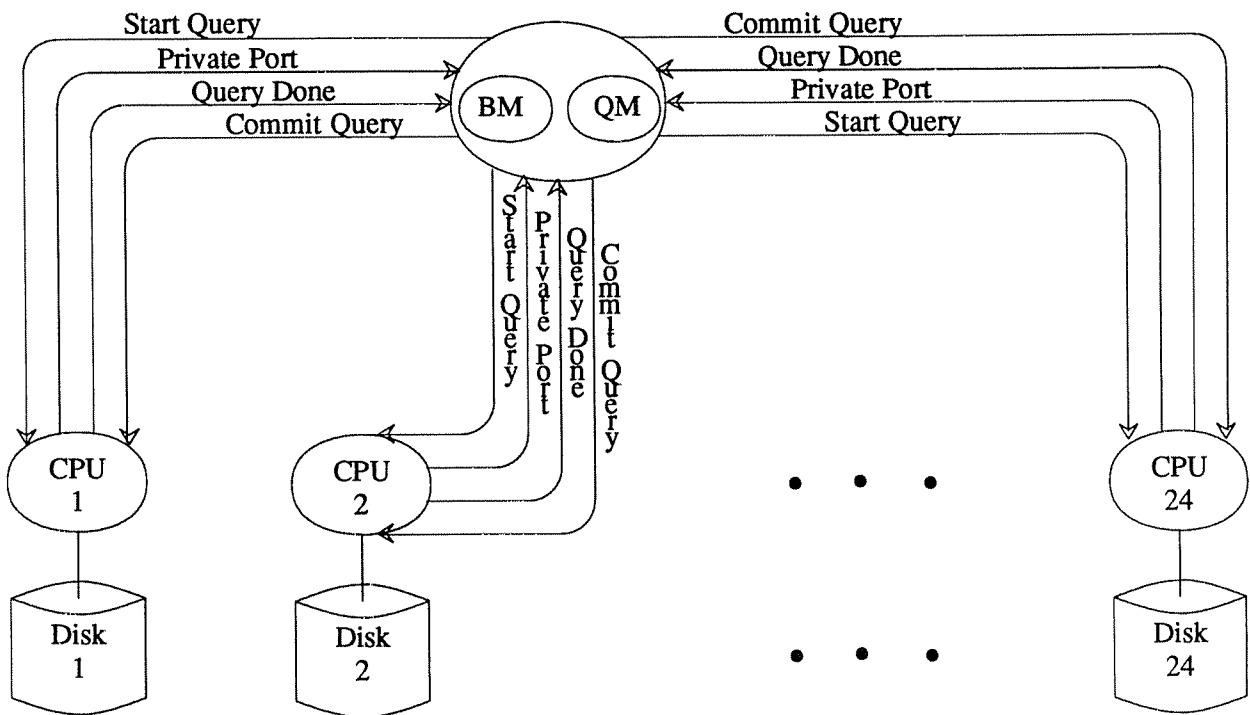 Start Query
Commit Query
Private Port
Query Done
Query Done
Private Port
Commit Query
Start Query
BM
QM
Start Query
Private Port
Query Done
Commit Query
CPU
1
CPU
2
CPU
24
Disk
1
Disk
2
Disk
24